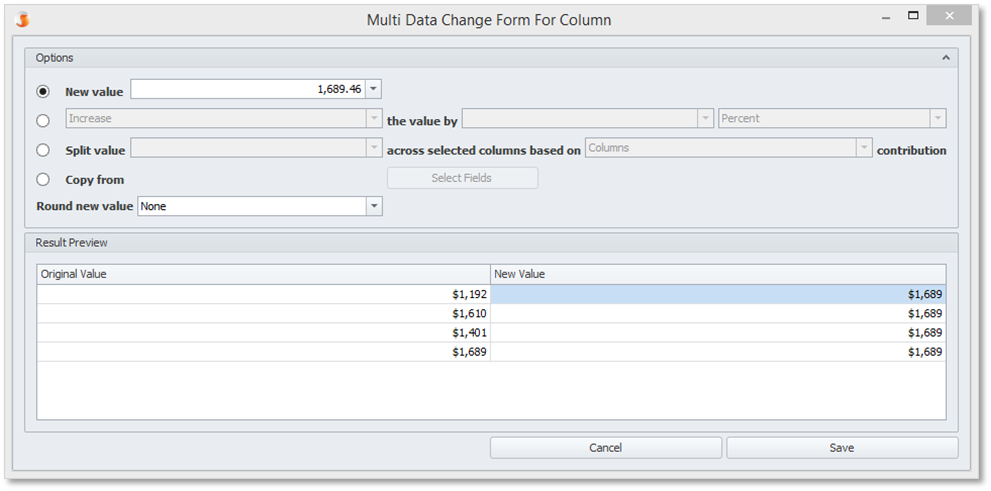 Multi Data Change Form For Column
Options
New value 1,689.46
Increase the value by Percent
Split value across selected columns based on Columns contribution
Copy from Select Fields
Round new value None
Result Preview
Original Value New Value
$1,192 $1,689
$1,610 $1,689
$1,401 $1,689
$1,689 $1,689
Cancel Save